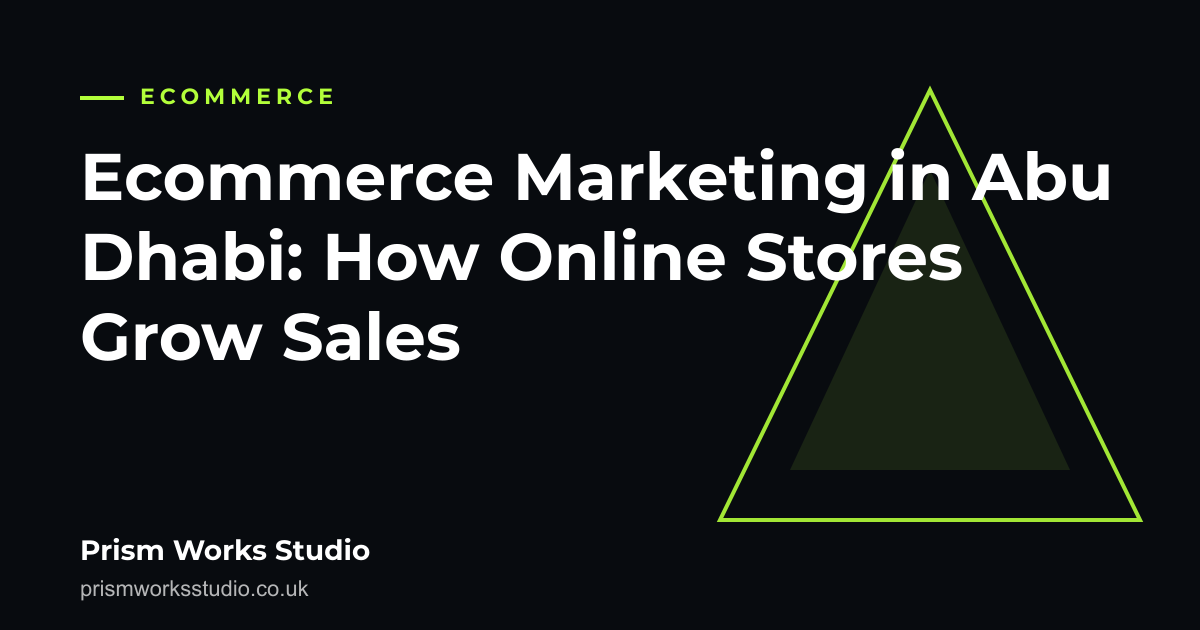 ECOMMERCE
Ecommerce Marketing in Abu
Dhabi: How Online Stores
Grow Sales
Prism Works Studio
prismworksstudio.co.uk